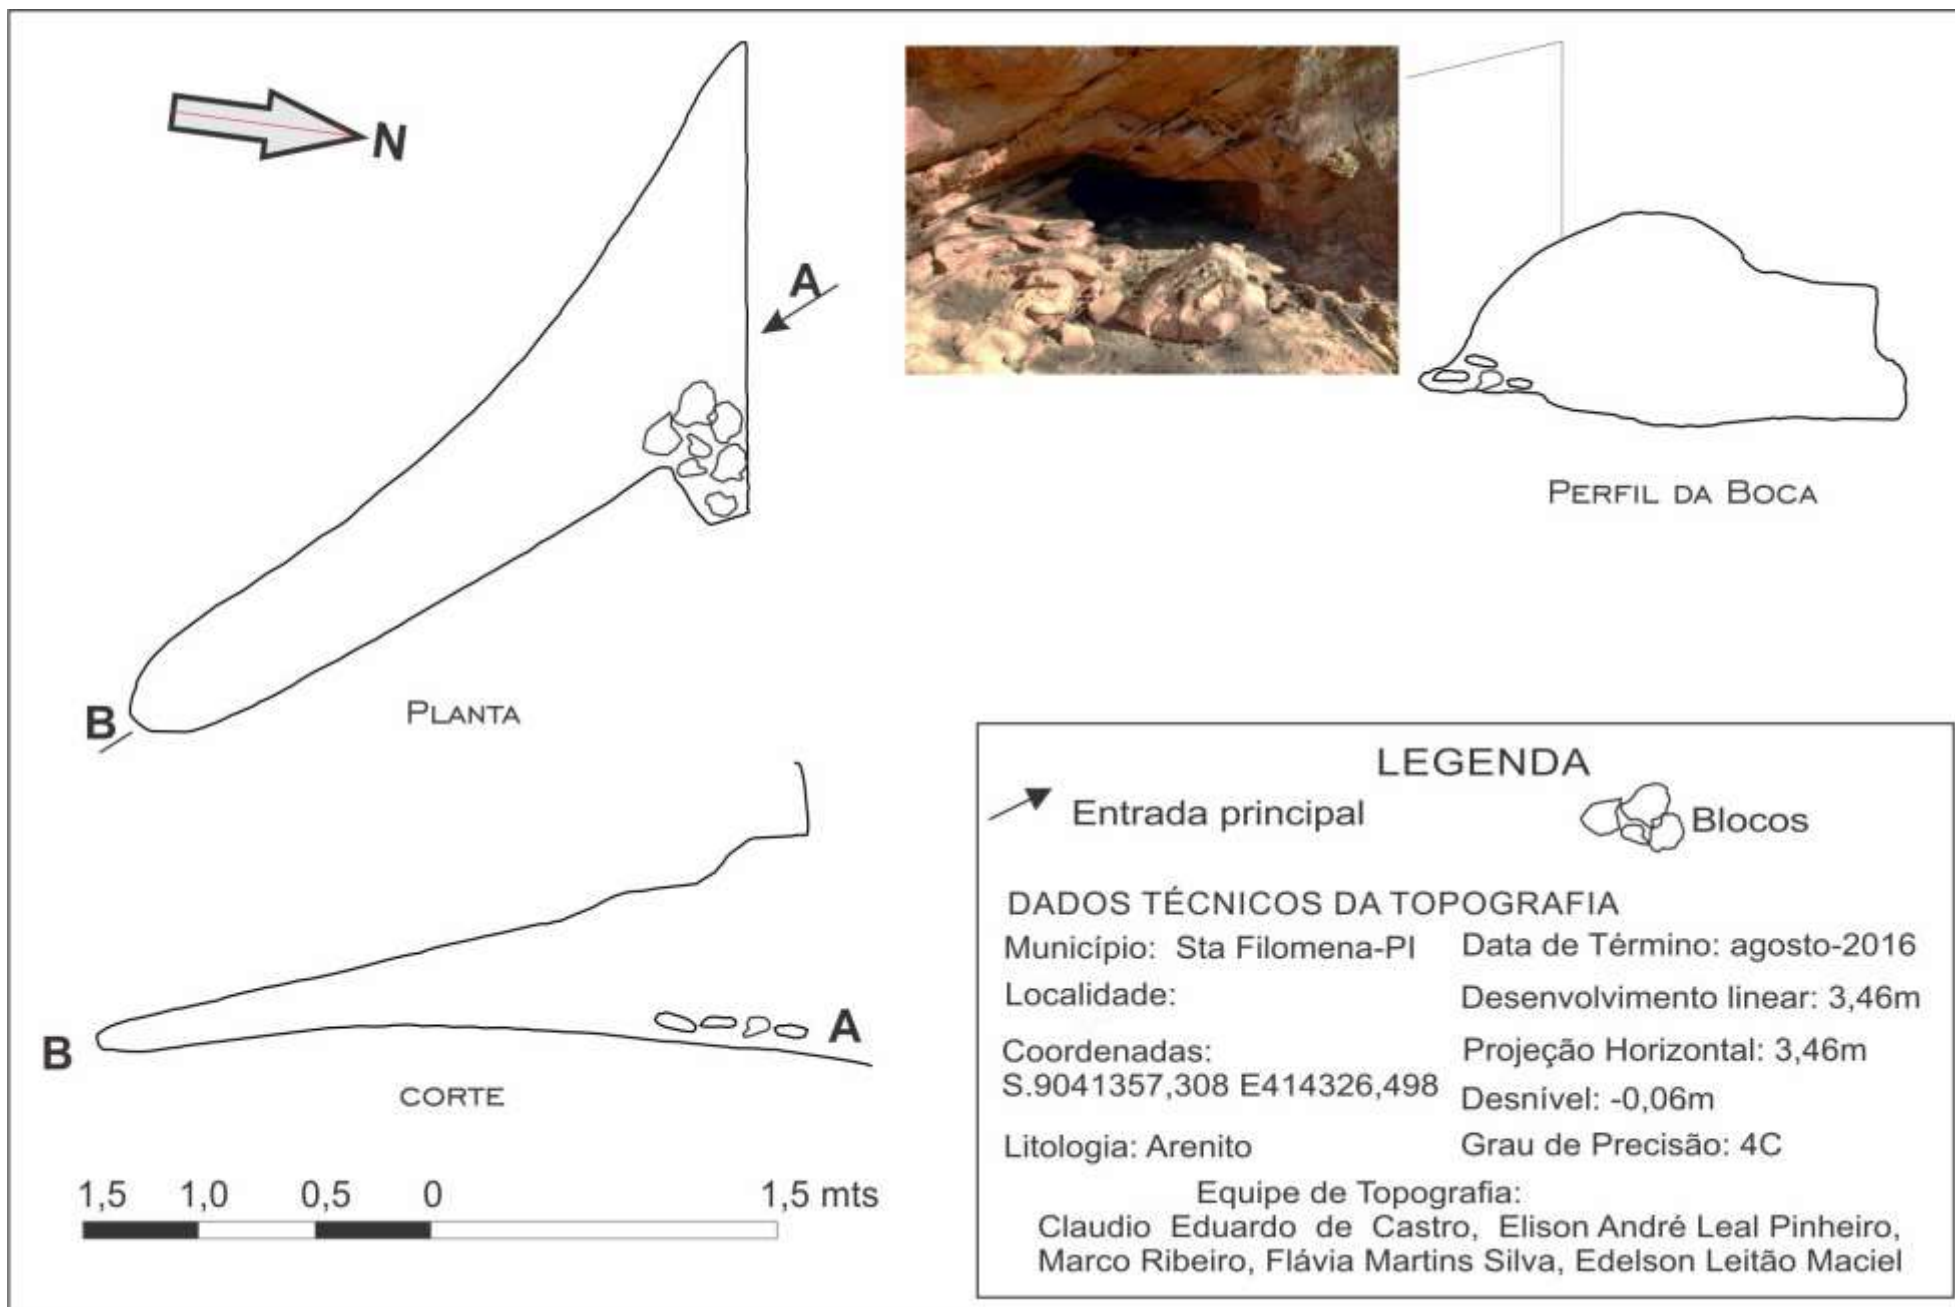 N
A
B
PLANTA
PERFIL DA BOCA
B
A
CORTE
1,5 1,0 0,5 0 1,5 mts
LEGENDA
Entrada principal
Blocos
DADOS TÉCNICOS DA TOPOGRAFIA
Município: Sta Filomena-PI
Localidade:
Coordenadas:
S.9041357,308 E414326,498
Litologia: Arenito
Data de Término: agosto-2016
Desenvolvimento linear: 3,46m
Projeção Horizontal: 3,46m
Desnível: -0,06m
Grau de Precisão: 4C
Equipe de Topografia:
Claudio Eduardo de Castro, Elison André Leal Pinheiro,
Marco Ribeiro, Flávia Martins Silva, Edelson Leitão Maciel